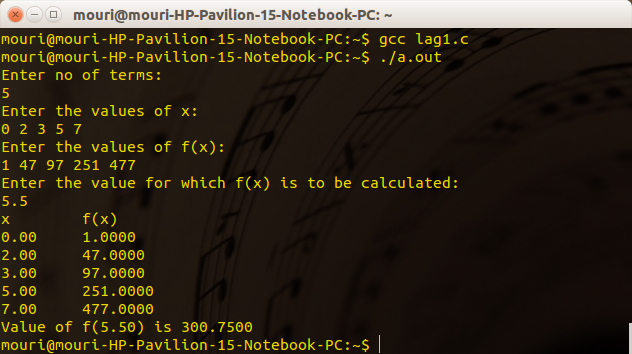 mouri@mouri-HP-Pavilion-15-Notebook-PC: ~
mouri@mouri-HP-Pavilion-15-Notebook-PC:~$ gcc lag1.c
mouri@mouri-HP-Pavilion-15-Notebook-PC:~$ ./a.out
Enter no of terms:
5
Enter the values of x:
0 2 3 5 7
Enter the values of f(x):
1 47 97 251 477
Enter the value for which f(x) is to be calculated:
5.5
x f(x)
0.00 1.0000
2.00 47.0000
3.00 97.0000
5.00 251.0000
7.00 477.0000
Value of f(5.50) is 300.7500
mouri@mouri-HP-Pavilion-15-Notebook-PC:~$